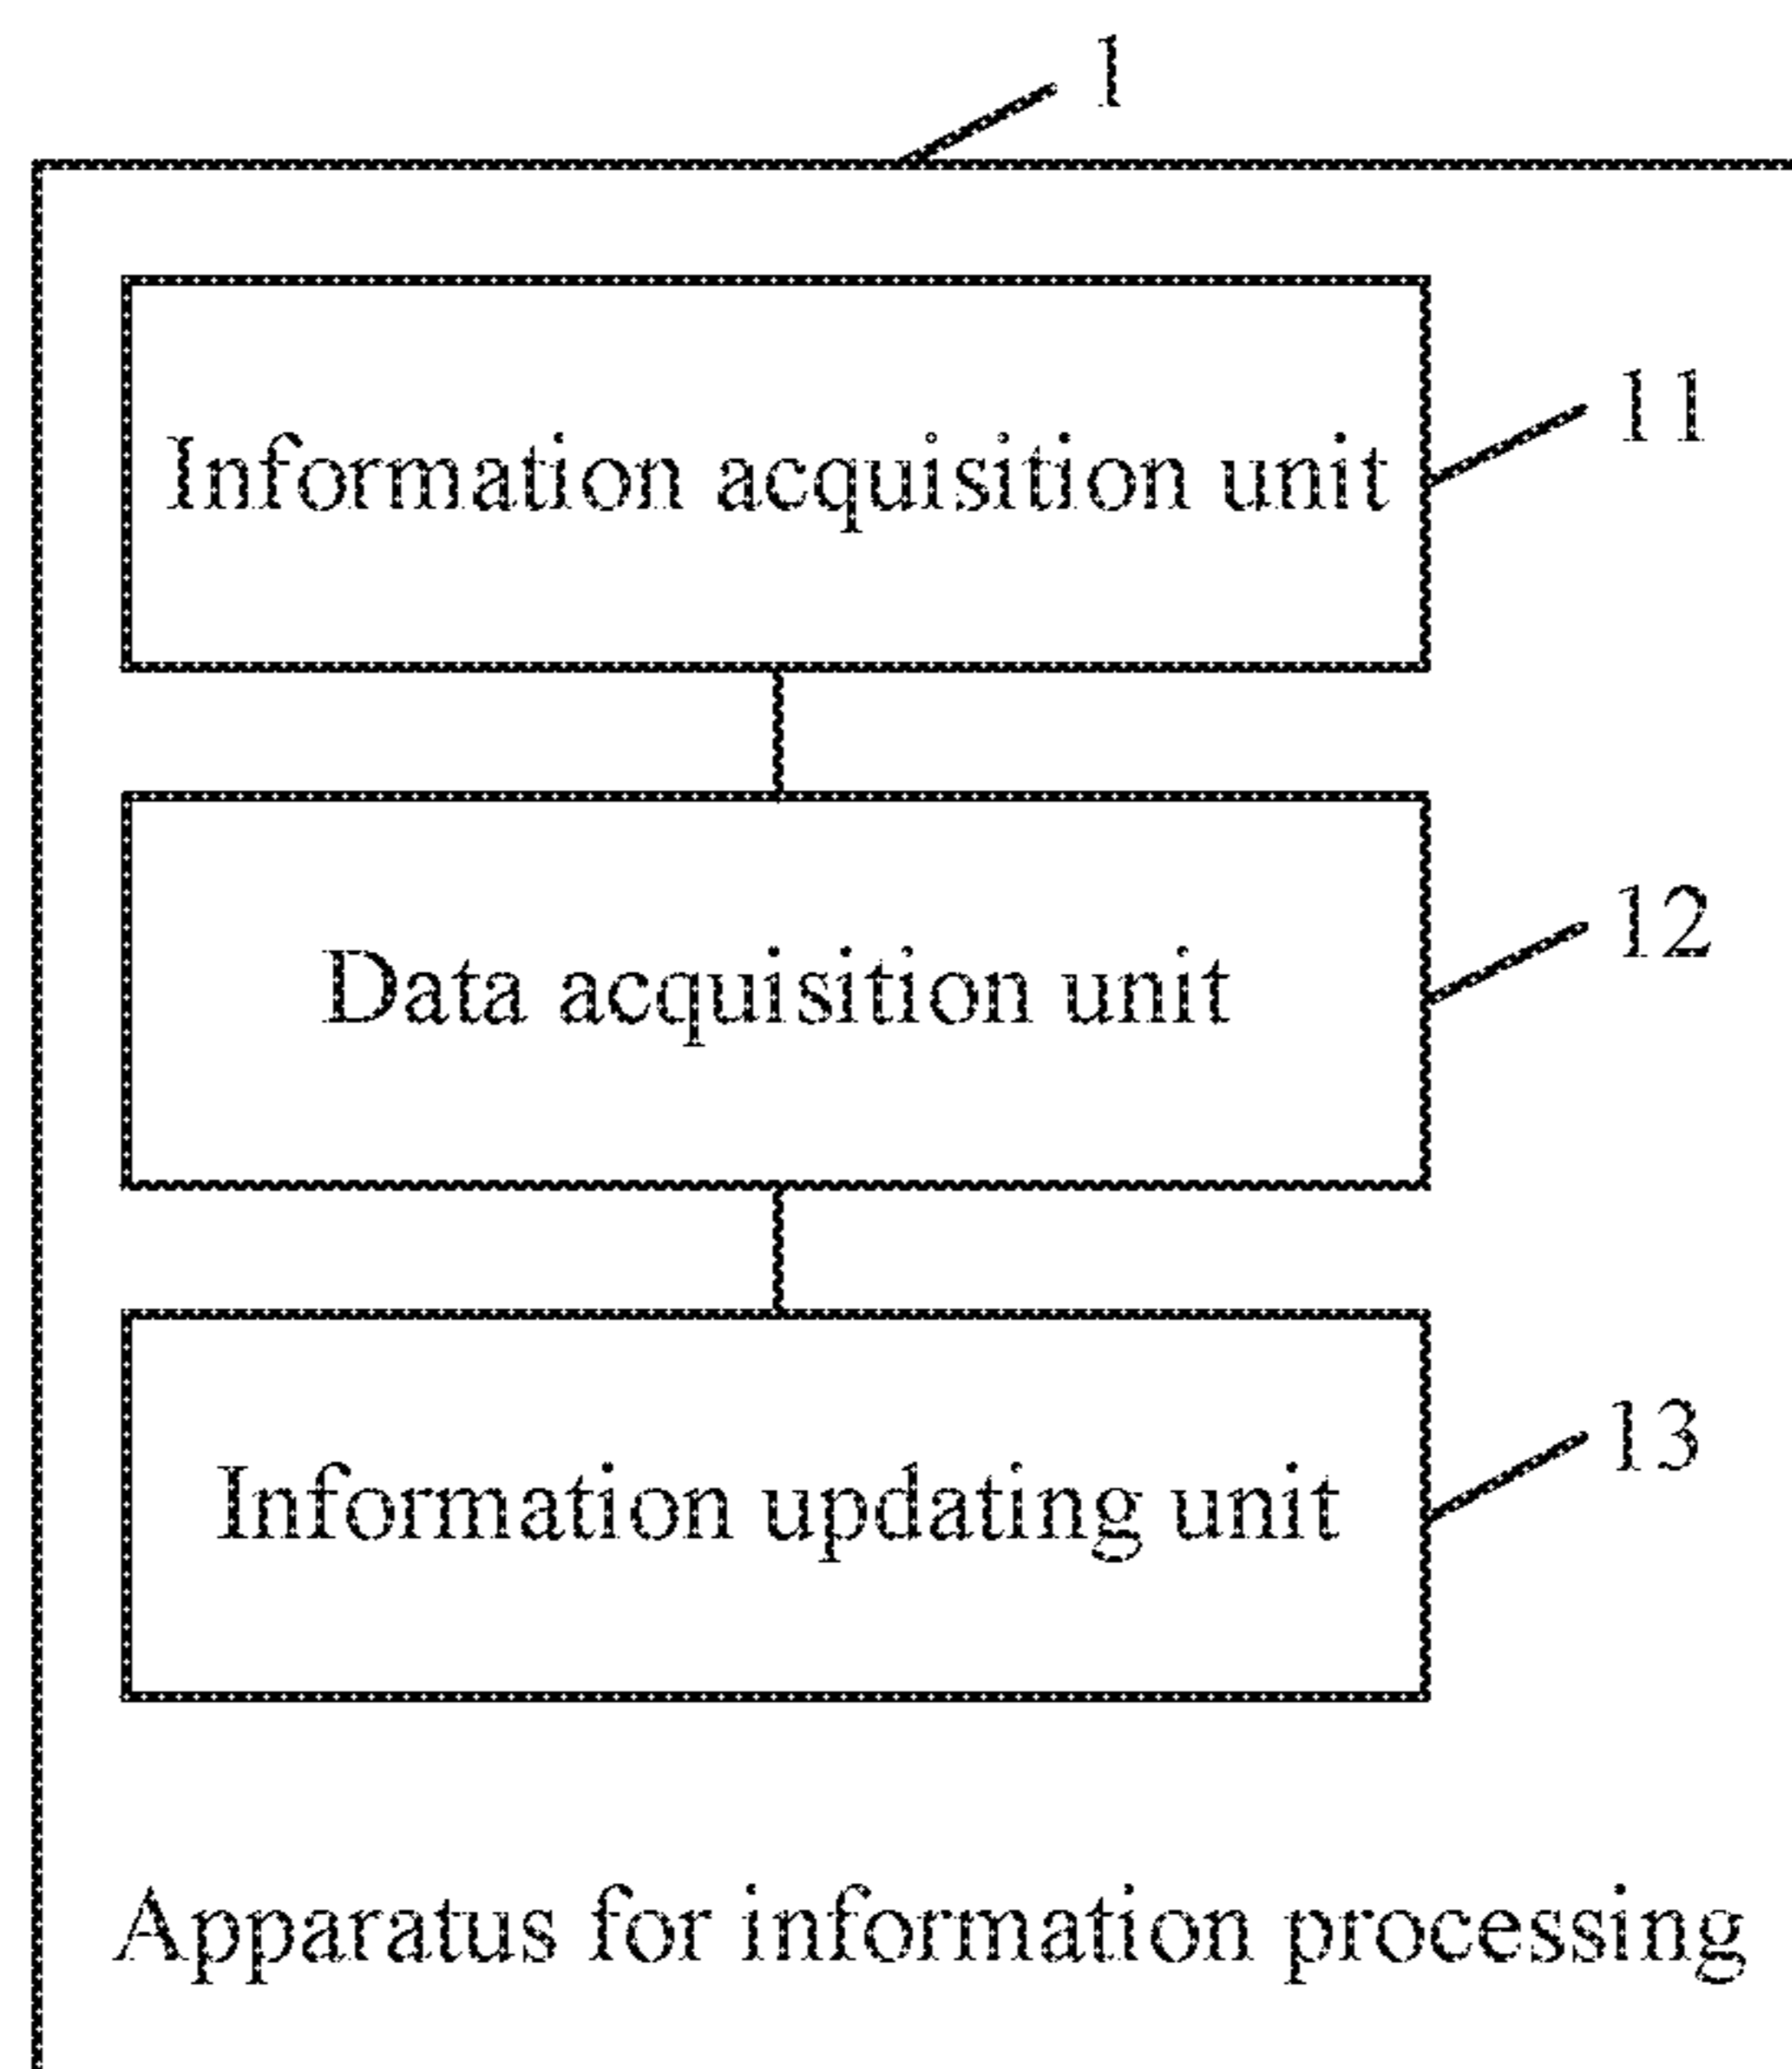 1
Information acquisition unit
11
Data acquisition unit
12
Information updating unit
13
Apparatus for information processing